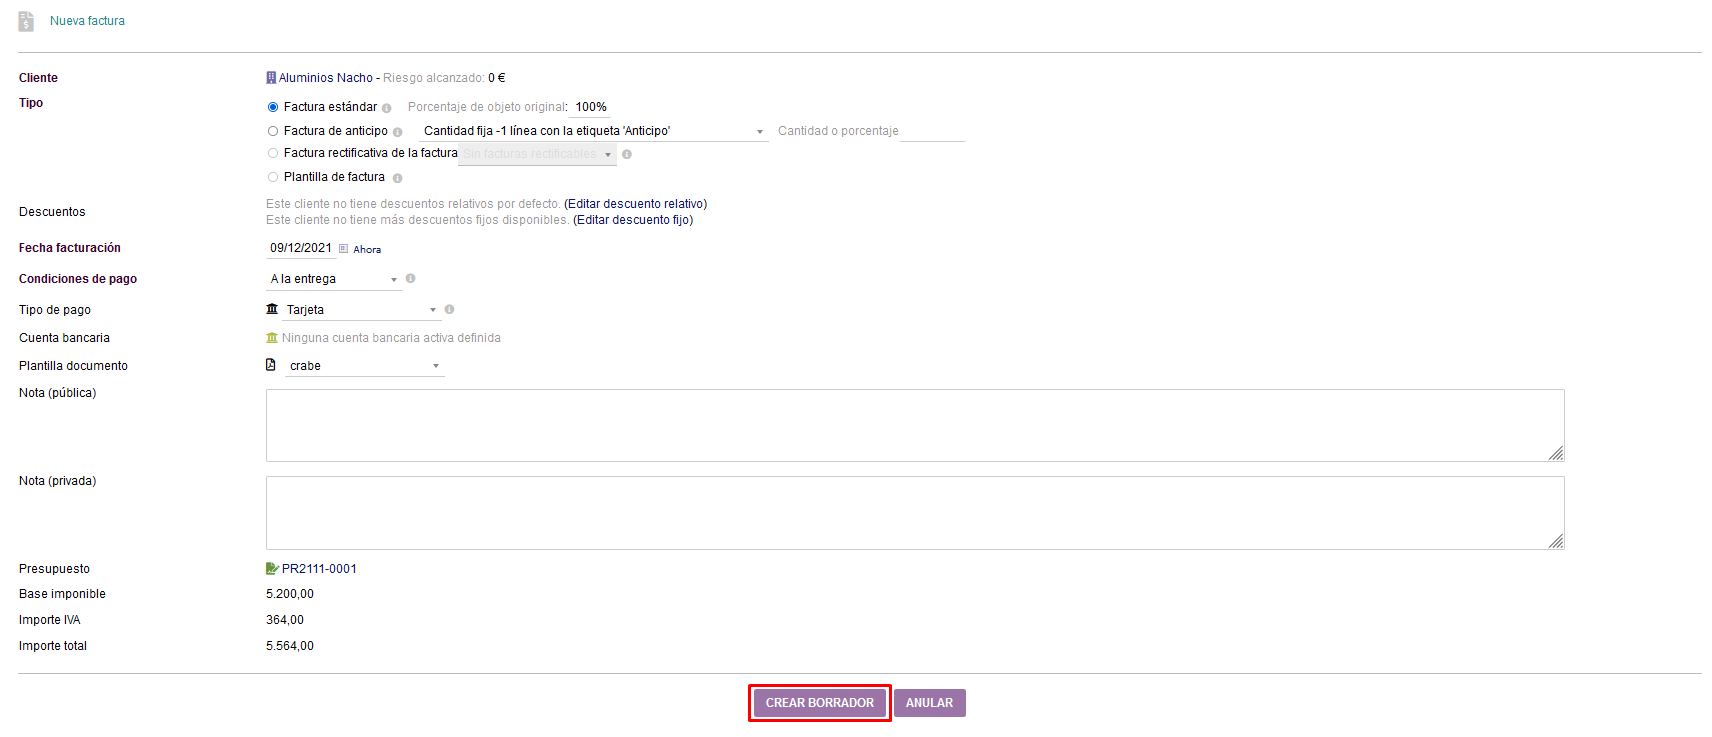 Nueva factura
Cliente Aluminios Nacho - Riesgo alcanzado: 0 €
Tipo Factura estándar Porcentaje de objeto original: 100%
Factura de anticipo Cantidad fija -1 línea con la etiqueta 'Anticipo' Cantidad o porcentaje
Factura rectificativa de la factura Sin facturas rectificables
Plantilla de factura
Descuentos Este cliente no tiene descuentos relativos por defecto. (Editar descuento relativo)
Este cliente no tiene más descuentos fijos disponibles. (Editar descuento fijo)
Fecha facturación 09/12/2021 Ahora
Condiciones de pago A la entrega
Tipo de pago Tarjeta
Cuenta bancaria Ninguna cuenta bancaria activa definida
Plantilla documento crabe
Nota (pública)
Nota (privada)
Presupuesto PR2111-0001
Base imponible 5.200,00
Importe IVA 364,00
Importe total 5.564,00
CREAR BORRADOR ANULAR